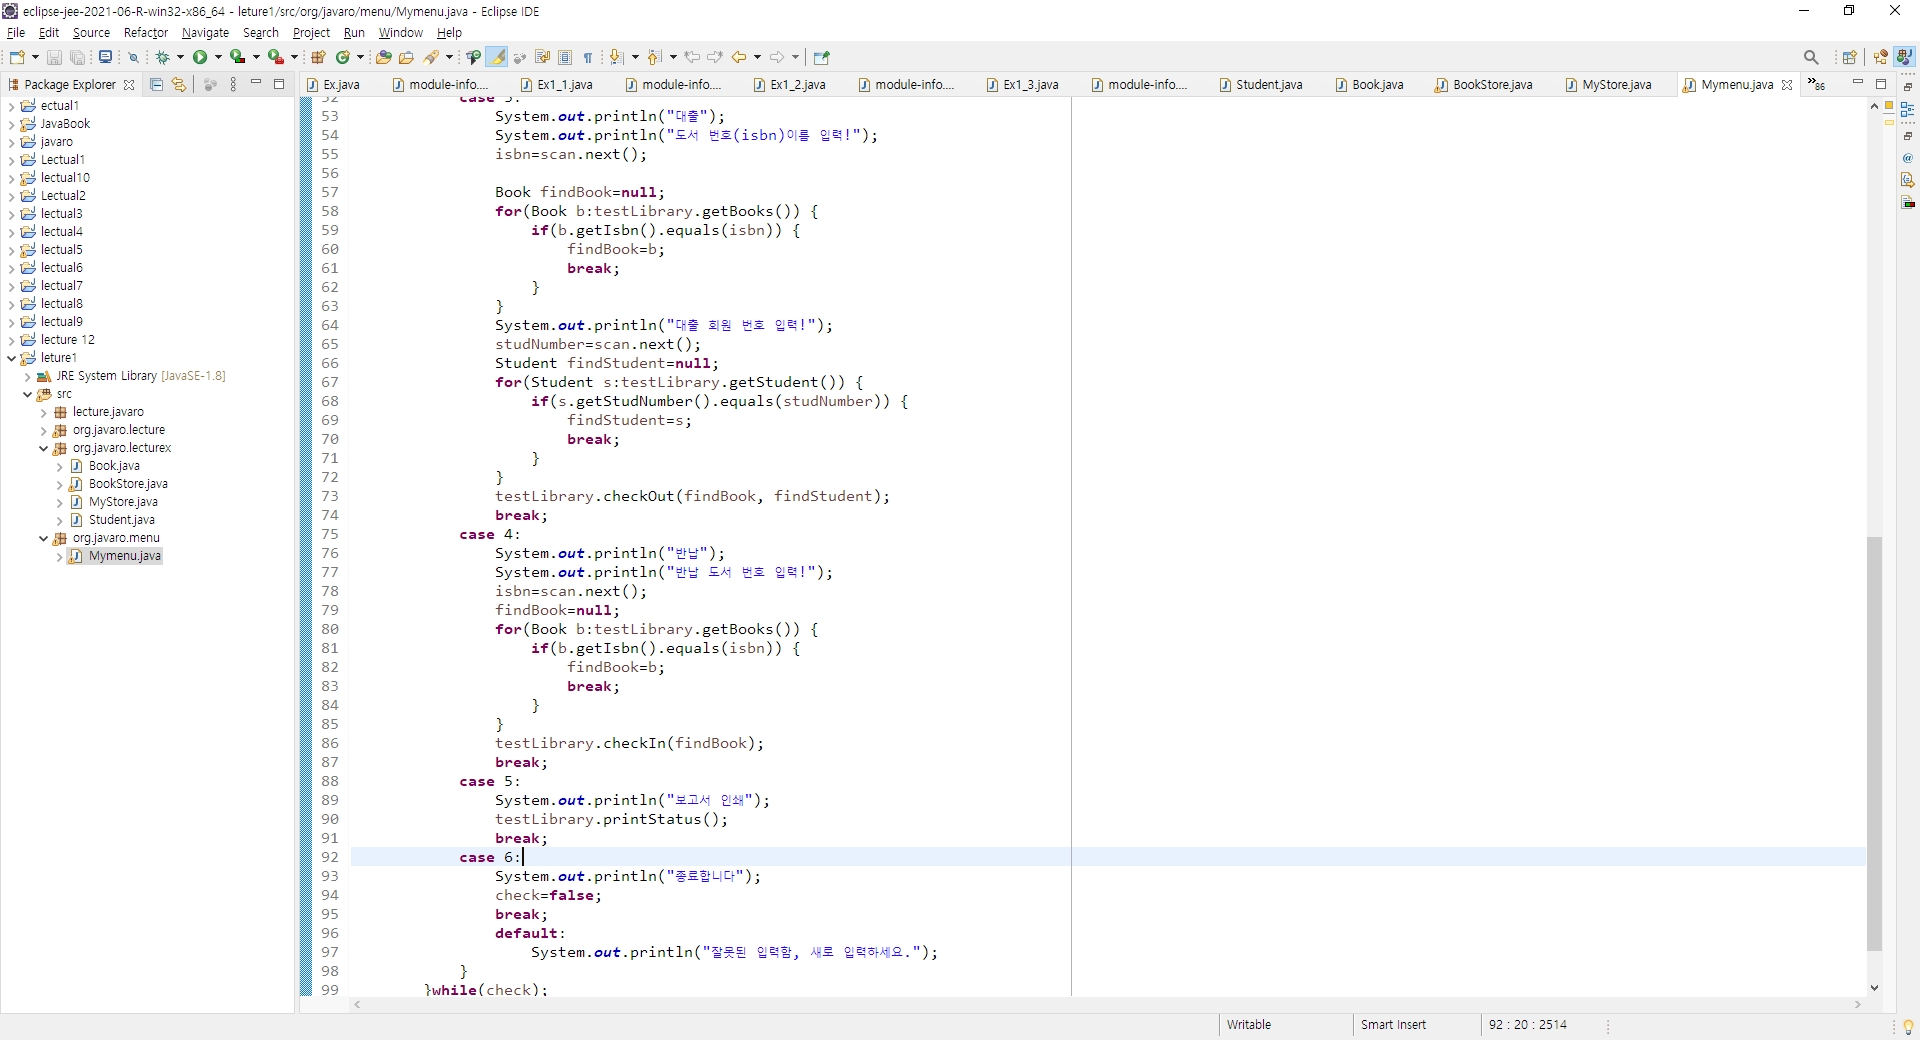 eclipse-jee-2021-06-R-win32-x86_64 - leture1/src/org/javaro/menu/Mymenu.java - Eclipse IDE
File Edit Source Refactor Navigate Search Project Run Window Help
Package Explorer
Ex.java module-info.... Ex1_1.java module-info.... Ex1_2.java module-info.... Ex1_3.java module-info.... Student.java Book.java BookStore.java MyStore.java Mymenu.java »86
ectual1
JavaBook
javaro
Lectual1
lectual10
Lectual2
lectual3
lectual4
lectual5
lectual6
lectual7
lectual8
lectual9
lecture 12
leture1
JRE System Library [JavaSE-1.8]
src
lecture.javaro
org.javaro.lecture
org.javaro.lecturex
Book.java
BookStore.java
MyStore.java
Student.java
org.javaro.menu
Mymenu.java
52 case 3:
53 System.out.println("대출");
54 System.out.println("도서 번호(isbn)이름 입력!");
55 isbn=scan.next();
56
57 Book findBook=null;
58 for(Book b:testLibrary.getBooks()) {
59 if(b.getIsbn().equals(isbn)) {
60 findBook=b;
61 break;
62 }
63 }
64 System.out.println("대출 회원 번호 입력!");
65 studNumber=scan.next();
66 Student findStudent=null;
67 for(Student s:testLibrary.getStudent()) {
68 if(s.getStudNumber().equals(studNumber)) {
69 findStudent=s;
70 break;
71 }
72 }
73 testLibrary.checkOut(findBook, findStudent);
74 break;
75 case 4:
76 System.out.println("반납");
77 System.out.println("반납 도서 번호 입력!");
78 isbn=scan.next();
79 findBook=null;
80 for(Book b:testLibrary.getBooks()) {
81 if(b.getIsbn().equals(isbn)) {
82 findBook=b;
83 break;
84 }
85 }
86 testLibrary.checkIn(findBook);
87 break;
88 case 5:
89 System.out.println("보고서 인쇄");
90 testLibrary.printStatus();
91 break;
92 case 6:
93 System.out.println("종료합니다");
94 check=false;
95 break;
96 default:
97 System.out.println("잘못된 입력함, 새로 입력하세요.");
98 }
99 }while(check);
Writable Smart Insert 92 : 20 : 2514